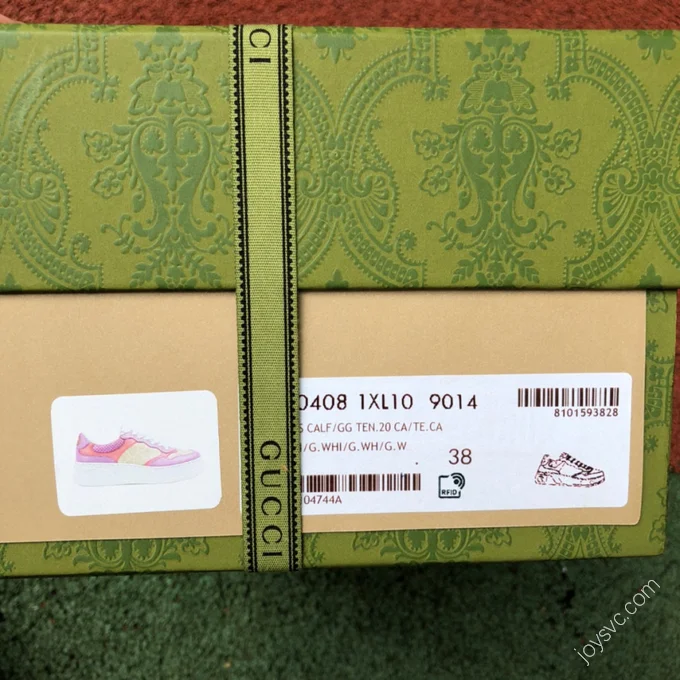 CI
0408 1XL10 9014
8101593828
CALF/GG TEN.20 CA/TE.CA
/G.WHI/G.WH/G.W
38
04744A
RFID
GUCCI
joysvc.com